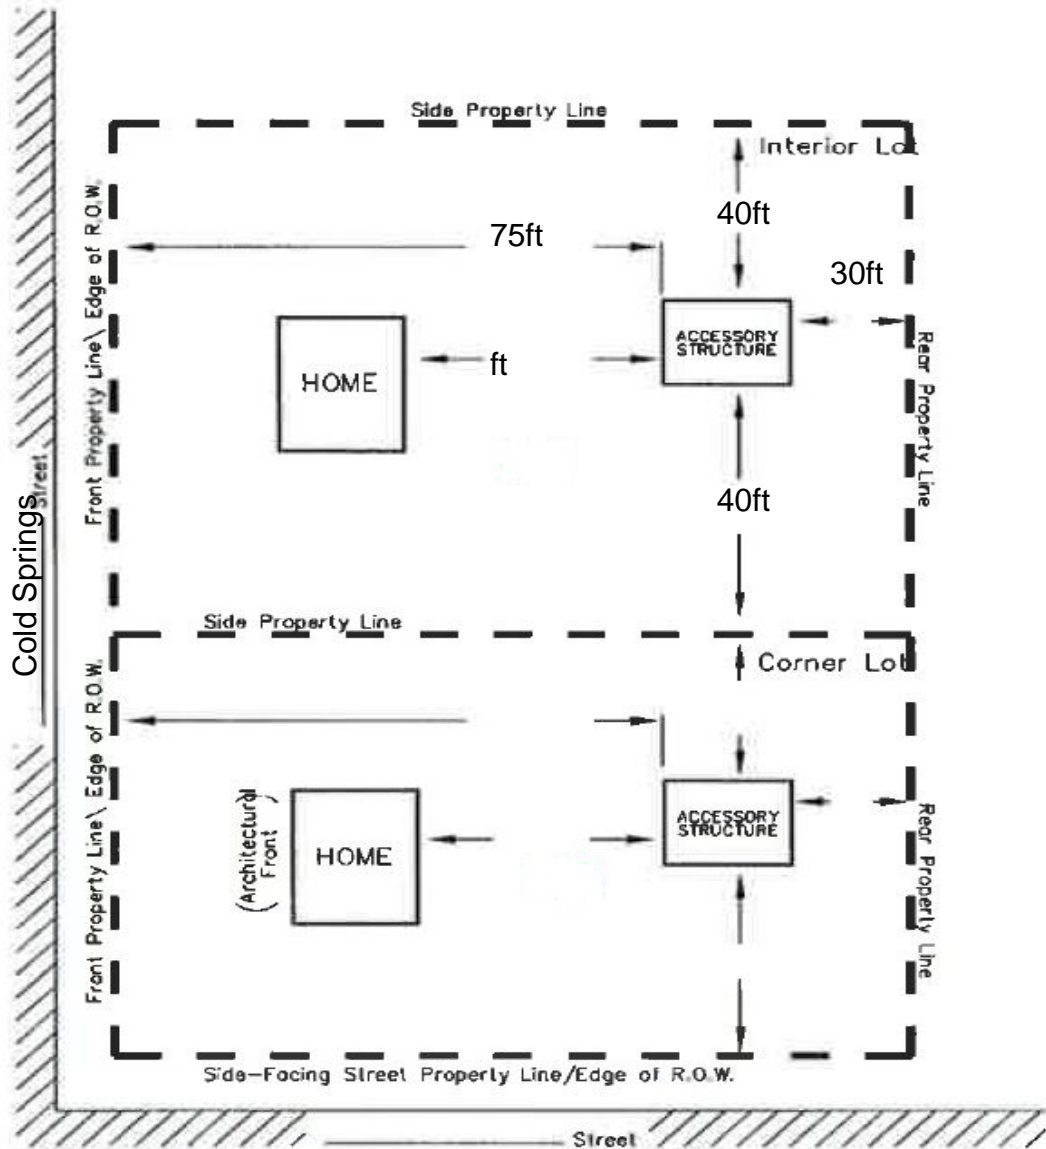 Side Property Line
Interior Lot
40ft
75ft
30ft
Front Property Line\ Edge of R.O.W.
ACCESSORY
STRUCTURE
HOME
ft
Rear Property Line
Street
Cold Springs
40ft
Side Property Line
Corner Lot
Front Property Line\ Edge of R.O.W.
(Architectural
Front)
HOME
ACCESSORY
STRUCTURE
Rear Property Line
Side-Facing Street Property Line/Edge of R.O.W.
Street